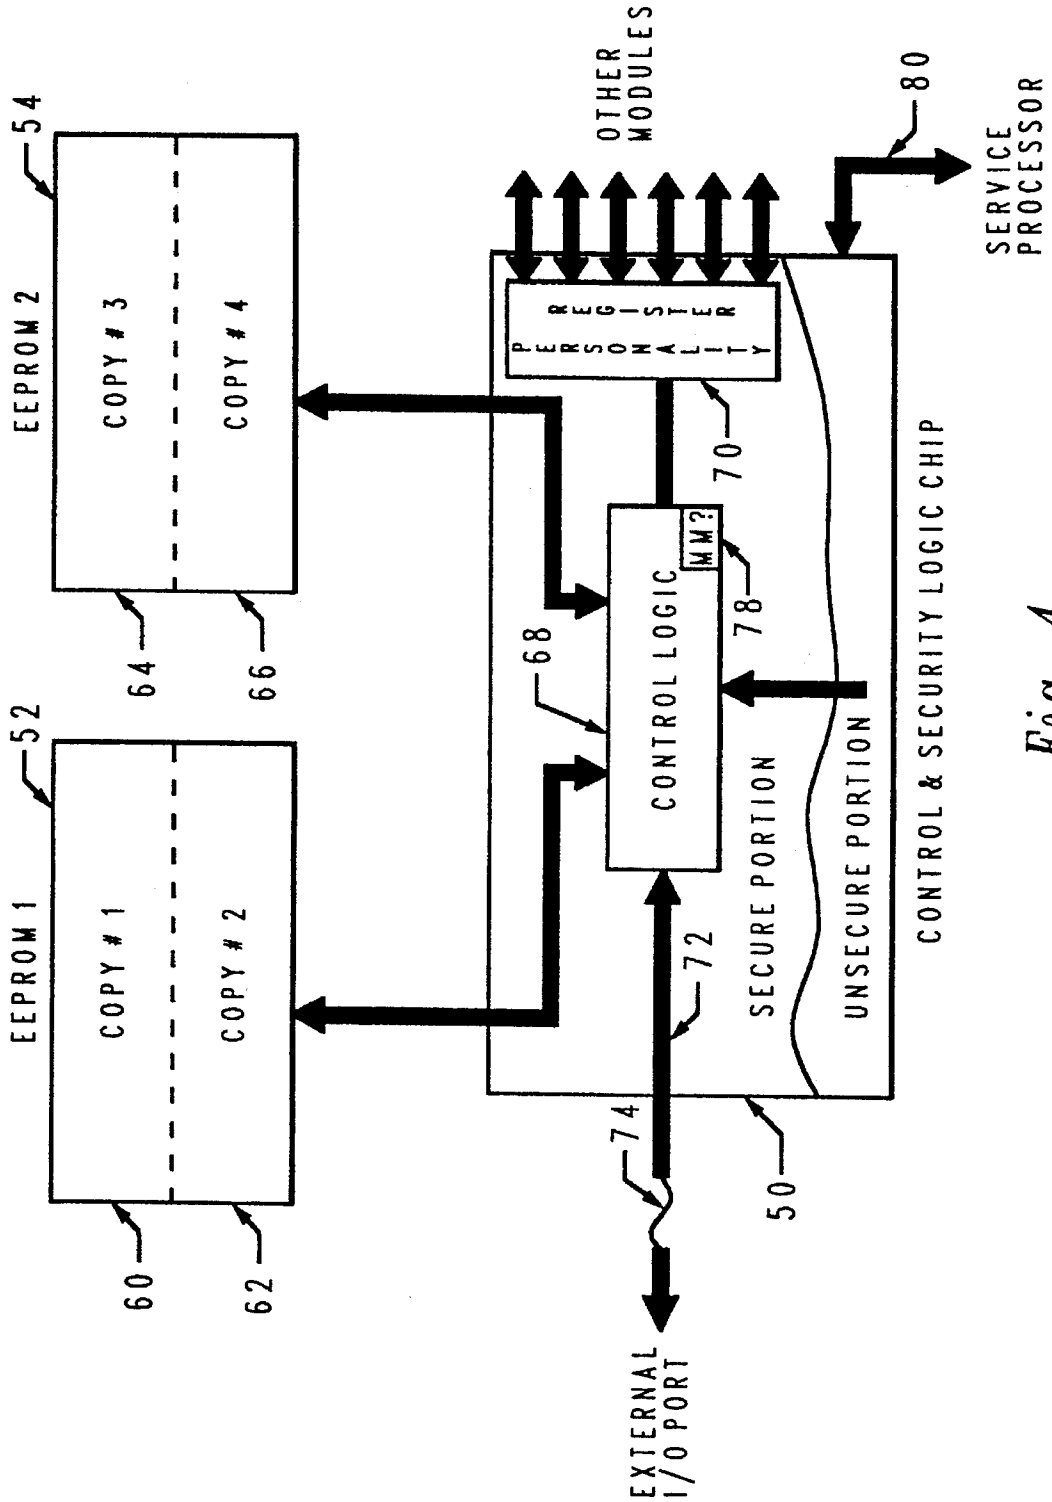 EEPROM 1
52
COPY # 1
COPY # 2
60
62
EEPROM 2
54
COPY # 3
COPY # 4
64
66
68
CONTROL LOGIC
MM?
78
PERSONALITY
REGISTER
70
OTHER
MODULES
EXTERNAL
I/O PORT
74
72
SECURE PORTION
UNSECURE PORTION
50
CONTROL & SECURITY LOGIC CHIP
80
SERVICE
PROCESSOR